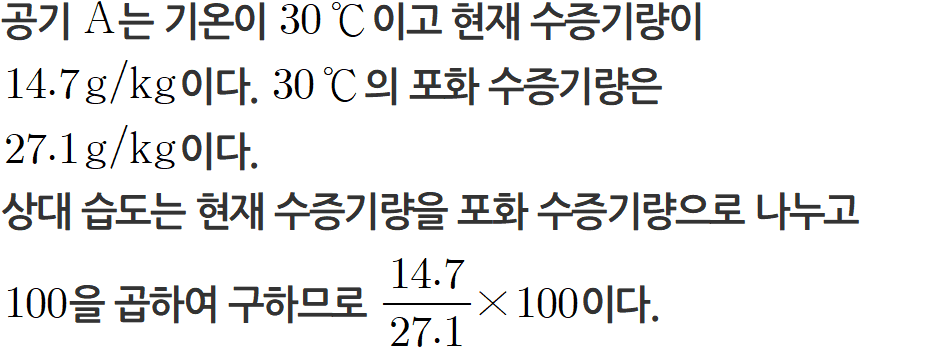 공기 A는 기온이 30℃이고 현재 수증기량이
14.7g/kg이다. 30℃의 포화 수증기량은
27.1g/kg이다.
상대 습도는 현재 수증기량을 포화 수증기량으로 나누고
100을 곱하여 구하므로 \frac{14.7}{27.1}×100이다.